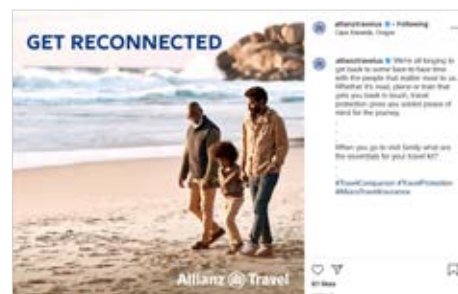 GET RECONNECTED
Allianz Travel
allianztravelus • Following
Cape Kiwanda, Oregon
allianztravelus We're all longing to
get back to some face-to-face time
with the people that matter most to us.
Whether it's road, plane or train that
gets you back in touch, travel
protection gives you added peace of
mind for the journey.
.
.
.
When you go to visit family what are
the essentials for your travel kit?
.
.
#TravelCompanion #TravelProtection
#AllianzTravelInsurance
61 likes